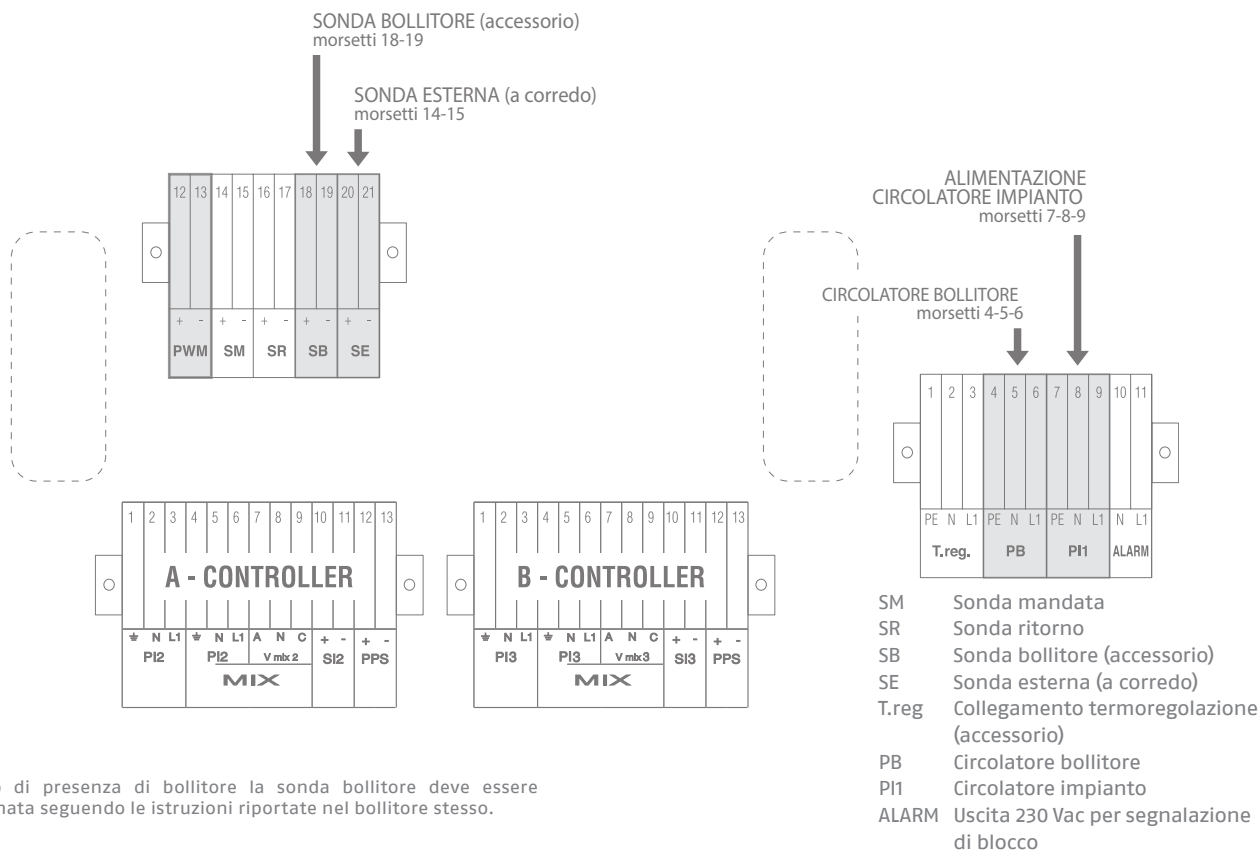 SONDA BOLLITORE (accessorio)
morsetti 18-19
SONDA ESTERNA (a corredo)
morsetti 14-15
12 13 14 15 16 17 18 19 20 21
+ - + - + - + - + -
PWM SM SR SB SE
ALIMENTAZIONE
CIRCOLATORE IMPIANTO
morsetti 7-8-9
CIRCOLATORE BOLLITORE
morsetti 4-5-6
1 2 3 4 5 6 7 8 9 10 11
PE N L1 PE N L1 PE N L1 N L1
T.reg. PB PI1 ALARM
1 2 3 4 5 6 7 8 9 10 11 12 13
A - CONTROLLER
⏚ N L1 ⏚ N L1 A N C + - + -
PI2 PI2 V mix 2 SI2 PPS
MIX
1 2 3 4 5 6 7 8 9 10 11 12 13
B - CONTROLLER
⏚ N L1 ⏚ N L1 A N C + - + -
PI3 PI3 V mix3 SI3 PPS
MIX
SM Sonda mandata
SR Sonda ritorno
SB Sonda bollitore (accessorio)
SE Sonda esterna (a corredo)
T.reg Collegamento termoregolazione
(accessorio)
PB Circolatore bollitore
PI1 Circolatore impianto
ALARM Uscita 230 Vac per segnalazione
di blocco
di presenza di bollitore la sonda bollitore deve essere
seguendo le istruzioni riportate nel bollitore stesso.